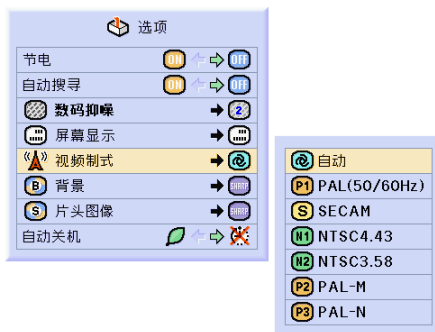 选项
节电 ON OFF
自动搜寻 ON OFF
数码抑噪 2
屏幕显示
视频制式
B 背景 SHARP
S 片头图像 SHARP
自动关机
自动
P1 PAL(50/60Hz)
S SECAM
N1 NTSC4.43
N2 NTSC3.58
P2 PAL-M
P3 PAL-N